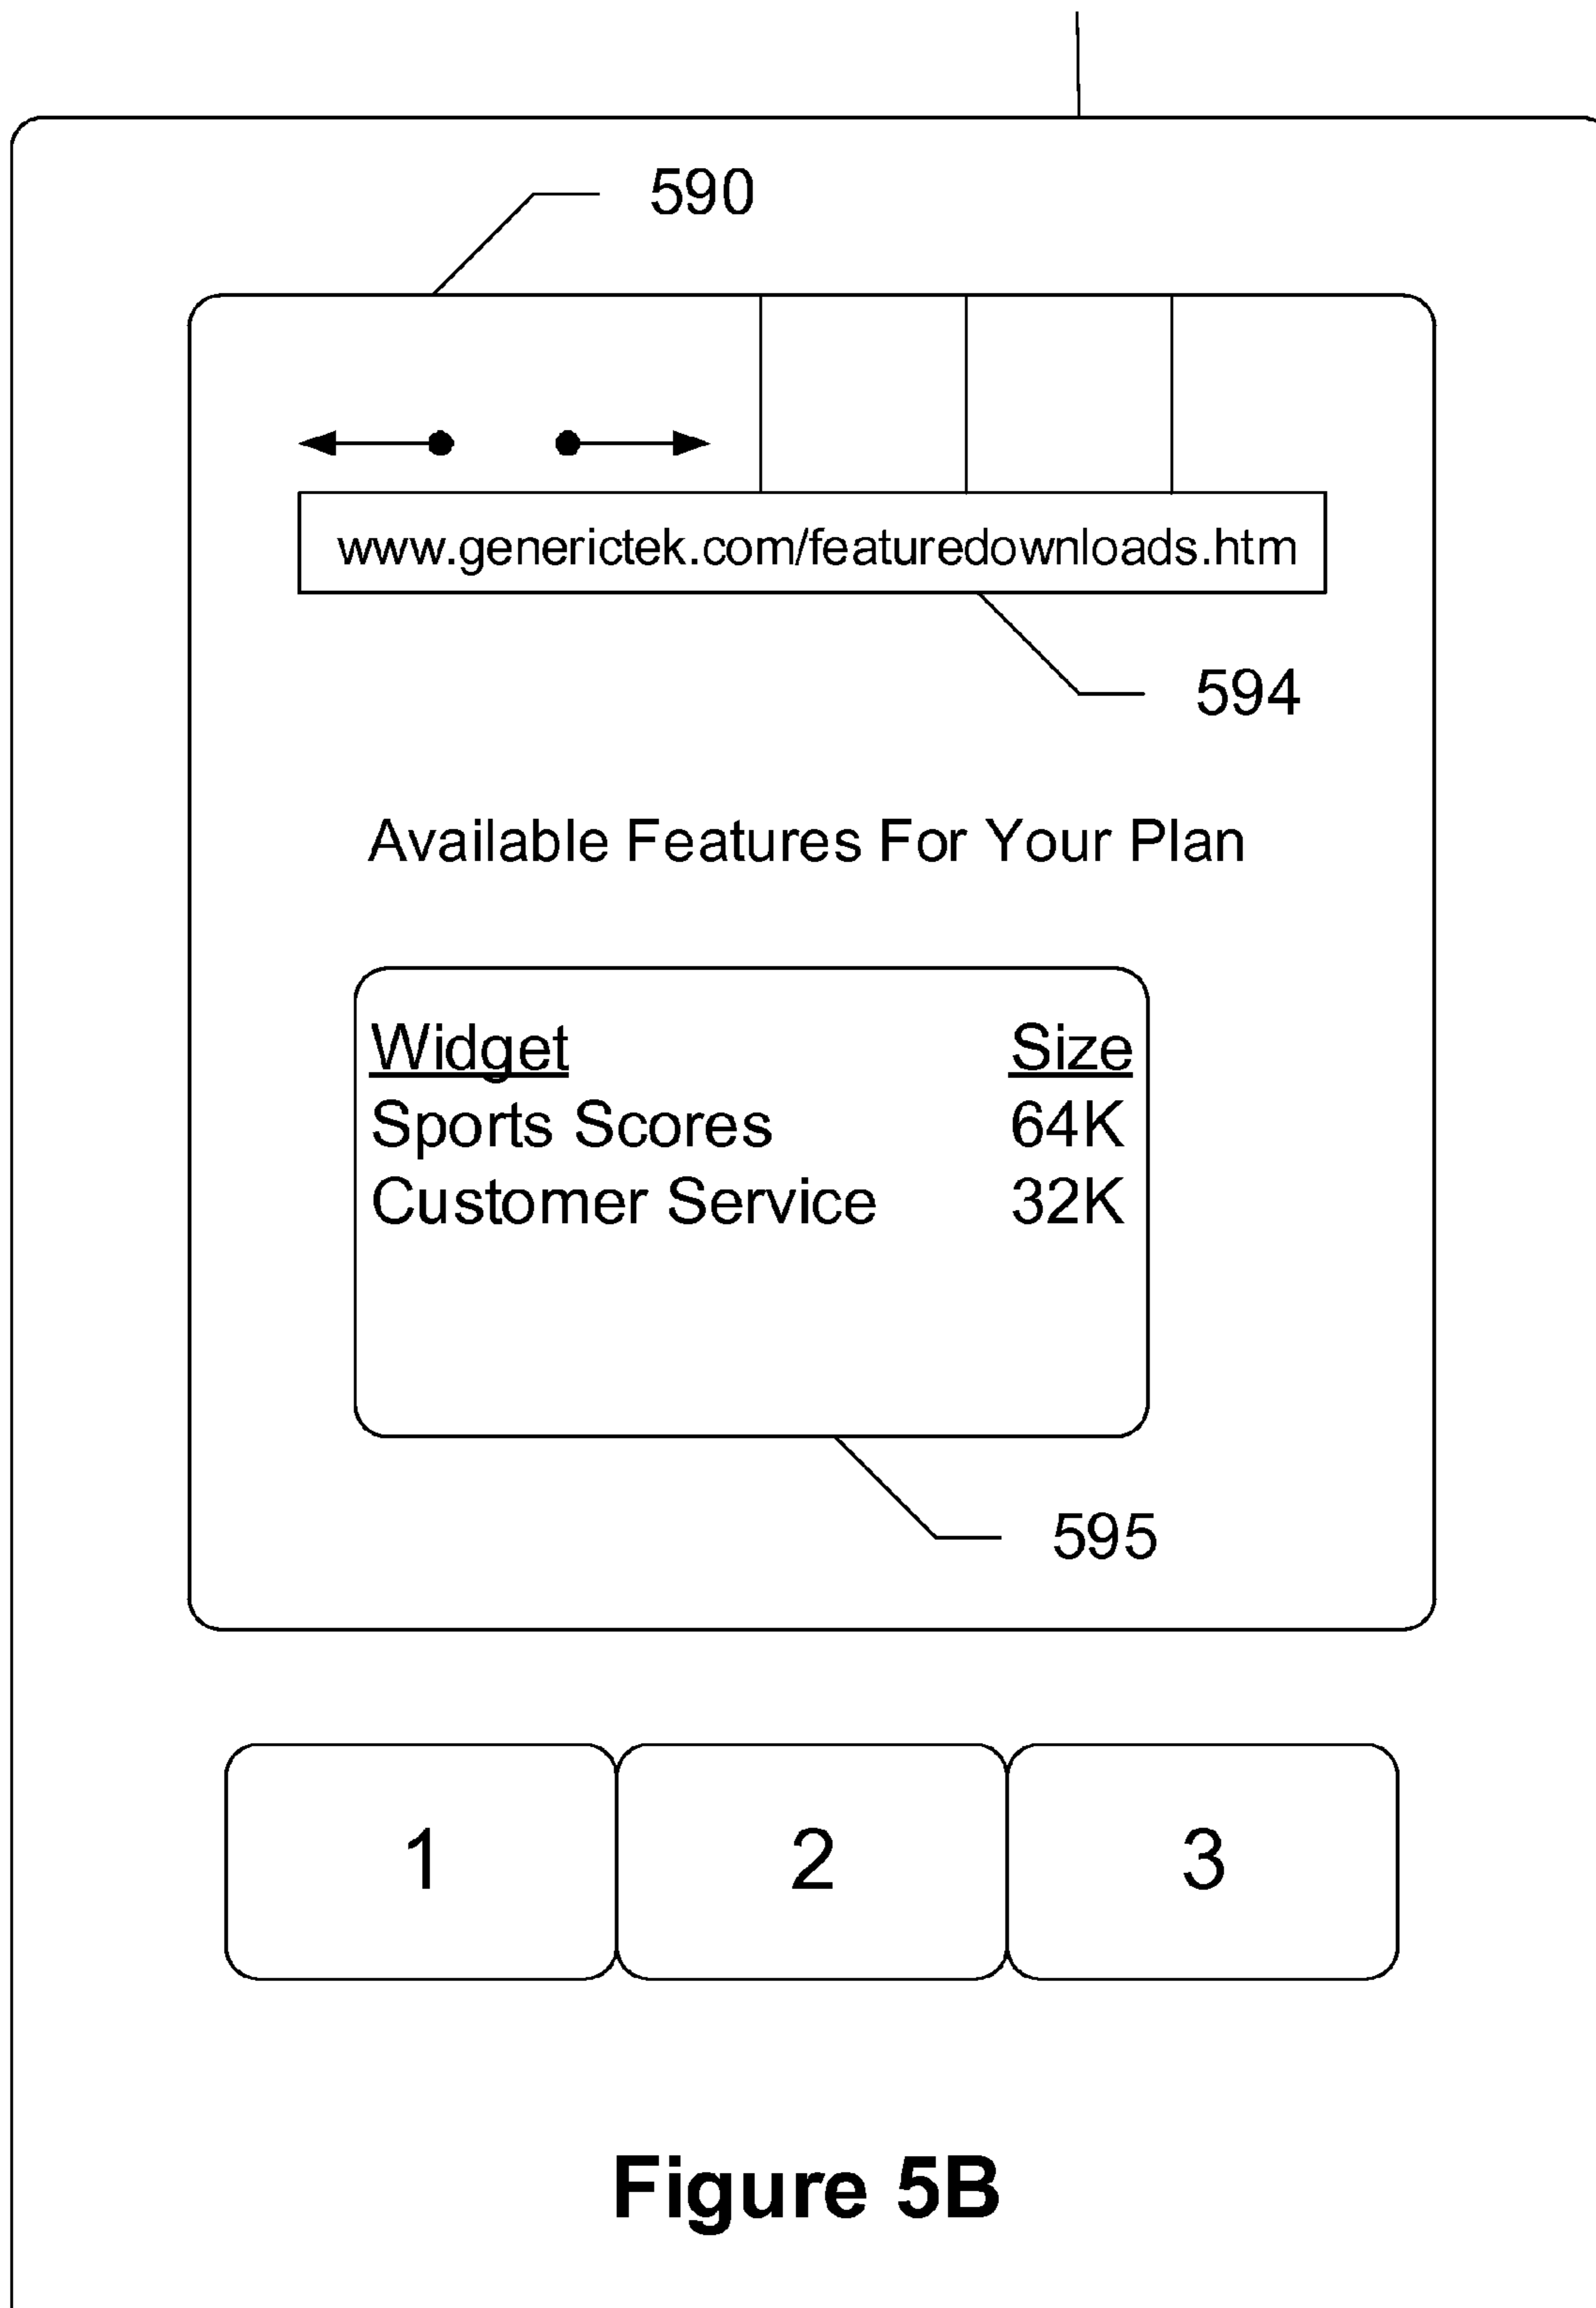 590
www.generictek.com/featuredownloads.htm
594
Available Features For Your Plan
Widget Size
Sports Scores 64K
Customer Service 32K
595
1 2 3
Figure 5B